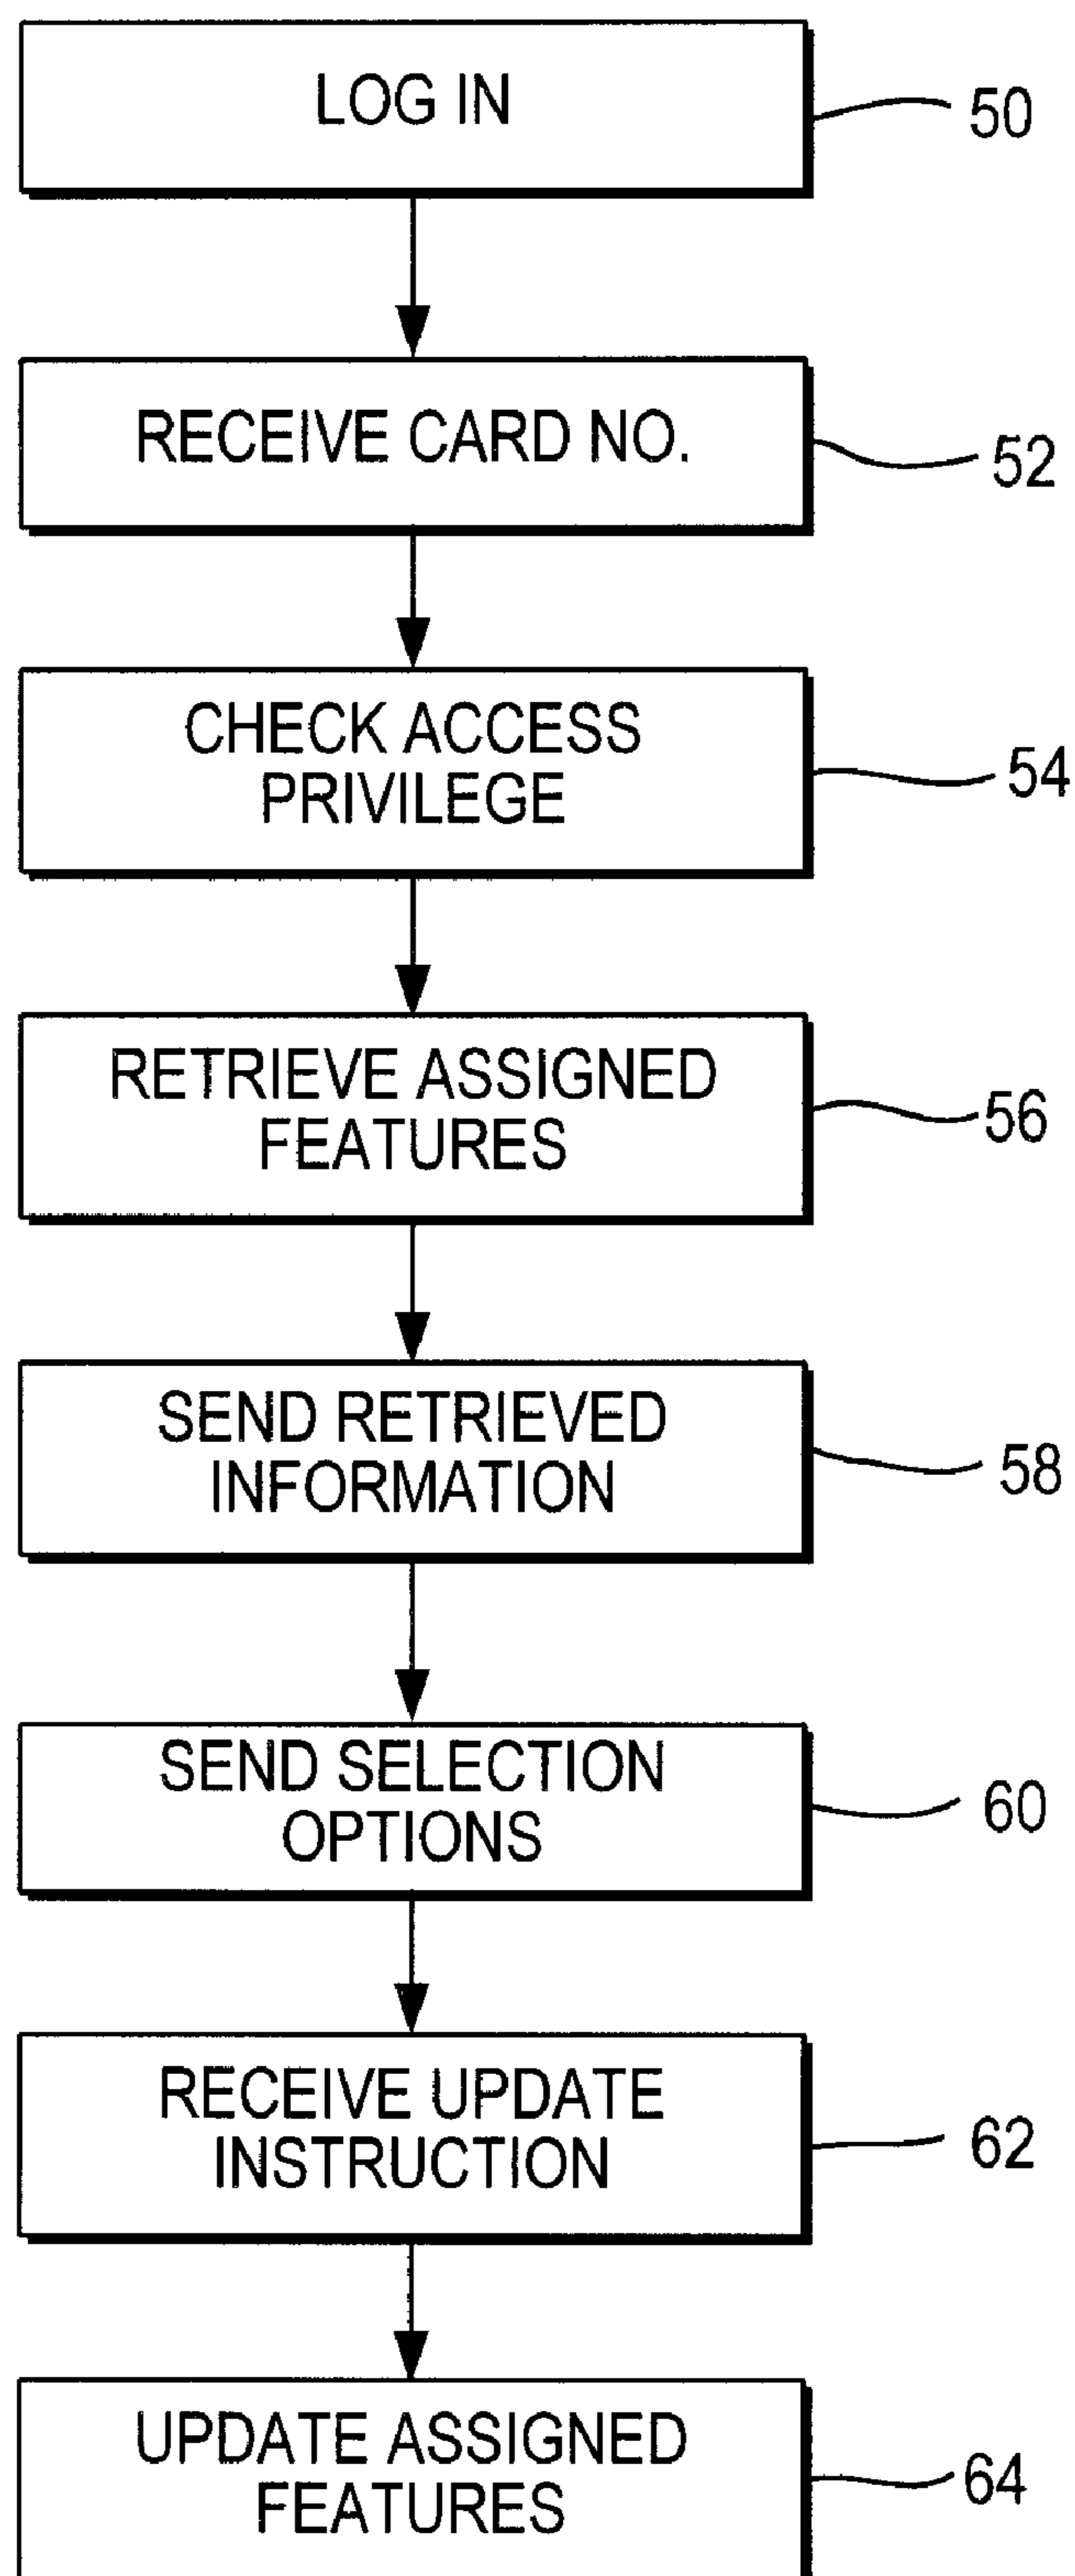 LOG IN
50
RECEIVE CARD NO.
52
CHECK ACCESS
PRIVILEGE
54
RETRIEVE ASSIGNED
FEATURES
56
SEND RETRIEVED
INFORMATION
58
SEND SELECTION
OPTIONS
60
RECEIVE UPDATE
INSTRUCTION
62
UPDATE ASSIGNED
FEATURES
64